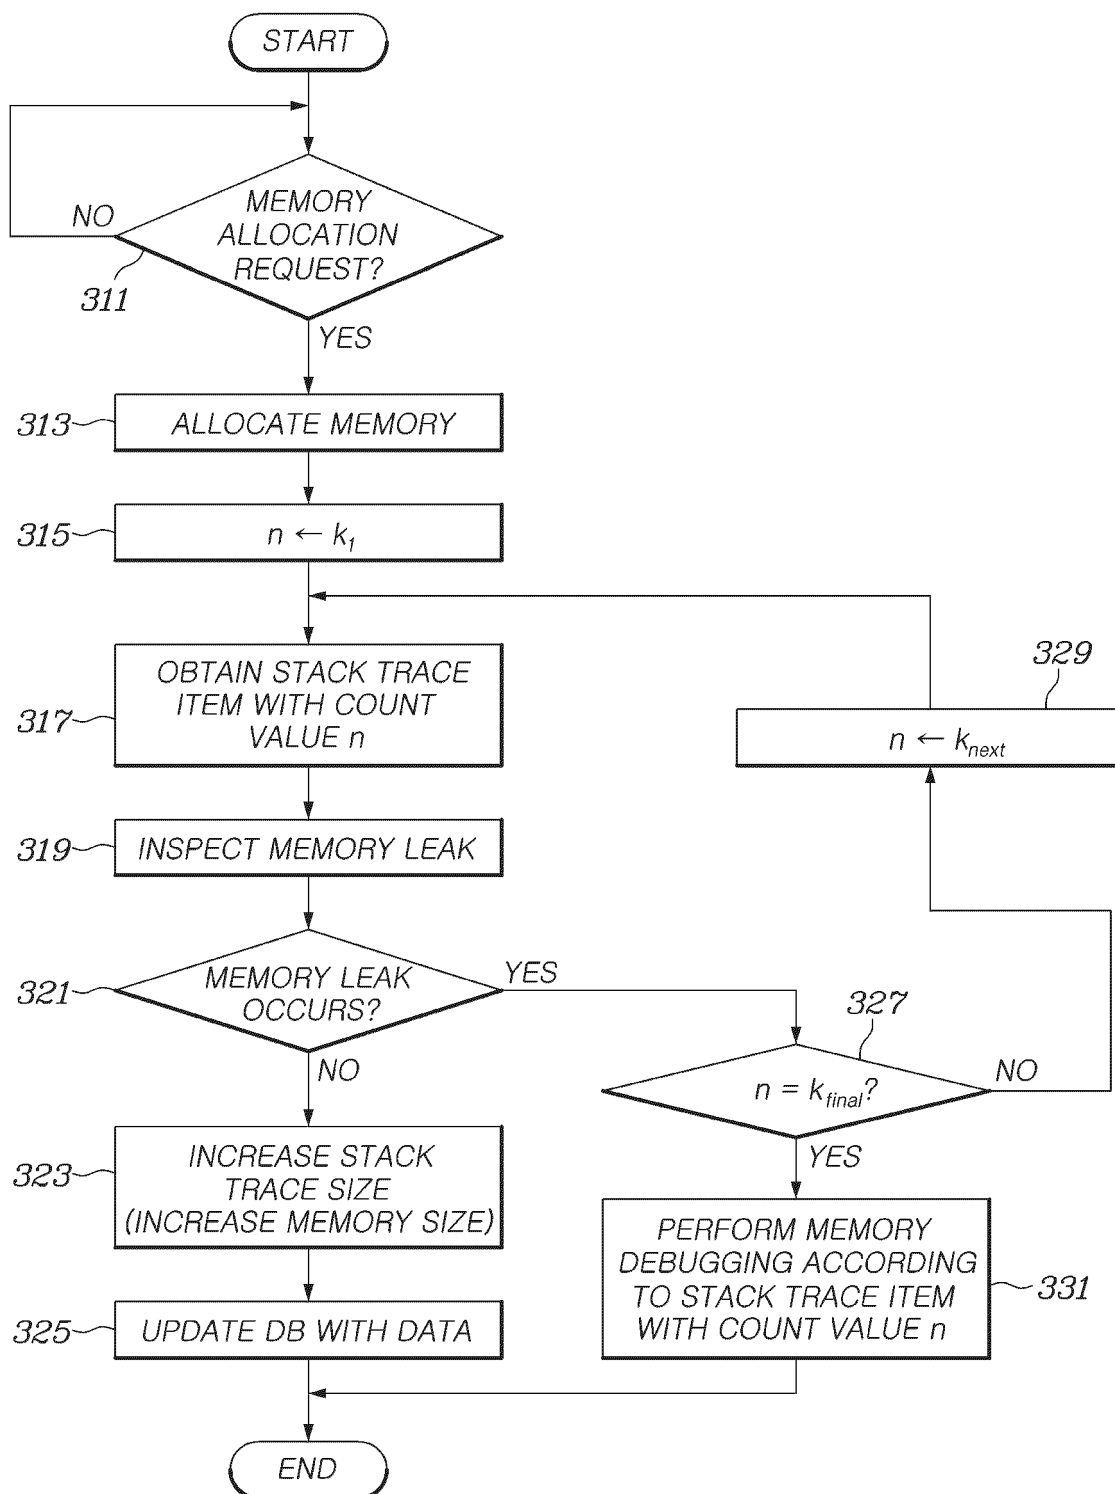 START
NO
MEMORY
ALLOCATION
REQUEST?
311
YES
313
ALLOCATE MEMORY
315
n ← k1
317
OBTAIN STACK TRACE
ITEM WITH COUNT
VALUE n
329
n ← knext
319
INSPECT MEMORY LEAK
321
MEMORY LEAK
OCCURS?
YES
NO
327
n = kfinal?
NO
YES
323
INCREASE STACK
TRACE SIZE
(INCREASE MEMORY SIZE)
325
UPDATE DB WITH DATA
PERFORM MEMORY
DEBUGGING ACCORDING
TO STACK TRACE ITEM
WITH COUNT VALUE n
331
END